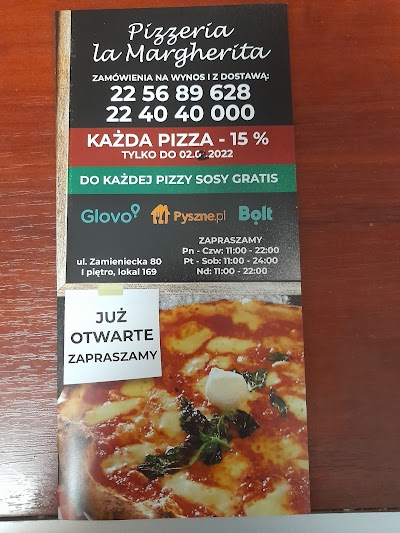 Pizzeria
la Margherita
ZAMÓWIENIA NA WYNOS I Z DOSTAWĄ:
22 56 89 628
22 40 40 000
KAŻDA PIZZA - 15 %
TYLKO DO
DO KAŻDEJ PIZZY SOSY GRATIS
Glovo
Pyszne.pl
Bolt
ul. Zamieniecka 80
I piętro, lokal 169
ZAPRASZAMY
Pn - Czw: 11:00 - 22:00
Pt - Sob: 11:00 - 24:00
Nd: 11:00 - 22:00
JUŻ
OTWARTE
ZAPRASZAMY